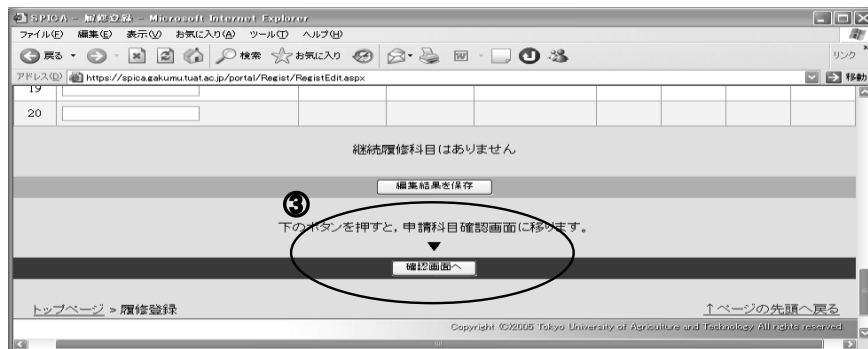 SPICA - 履修登録 - Microsoft Internet Explorer
ファイル(F) 編集(E) 表示(V) お気に入り(A) ツール(T) ヘルプ(H)
戻る 検索 お気に入り リンク »
アドレス(D) https://spica.gakumu.tuat.ac.jp/portal/Regist/RegistEdit.aspx 移動
19
20
継続履修科目はありません
編集結果を保存
③
下のボタンを押すと，申請科目確認画面に移ります。
▼
確認画面へ
トップページ > 履修登録 ↑ページの先頭へ戻る
Copyright (C)2005 Tokyo University of Agriculture and Technology All rights reserved.